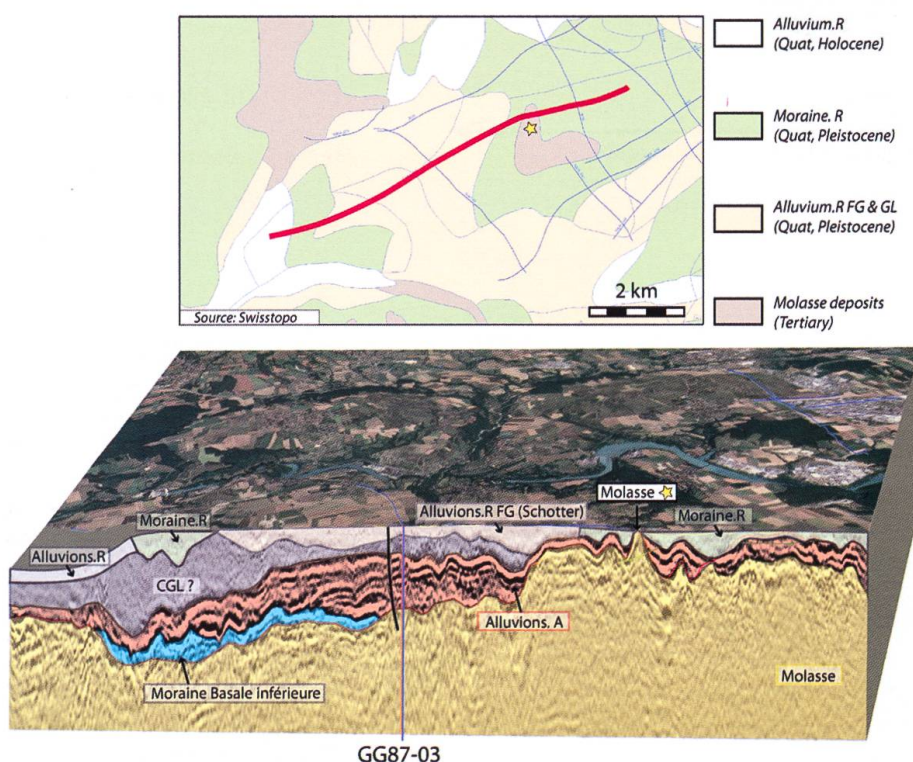 Alluvium.R
(Quat, Holocene)
Moraine. R
(Quat, Pleistocene)
Alluvium.R FG & GL
(Quat, Pleistocene)
Molasse deposits
(Tertiary)
2 km
Source: Swisstopo
Molasse
Alluvions.R FG (Schotter)
Moraine.R
Moraine.R
Alluvions.R
CGL ?
Alluvions. A
Moraine Basale inférieure
Molasse
GG87-03